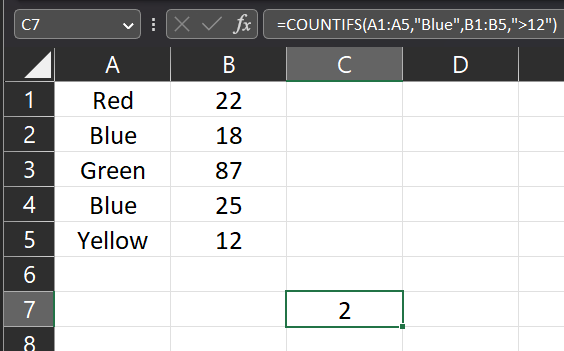 C7 fx =COUNTIFS(A1:A5,"Blue",B1:B5,">12")
A B C D
1 Red 22
2 Blue 18
3 Green 87
4 Blue 25
5 Yellow 12
6
7 2
8